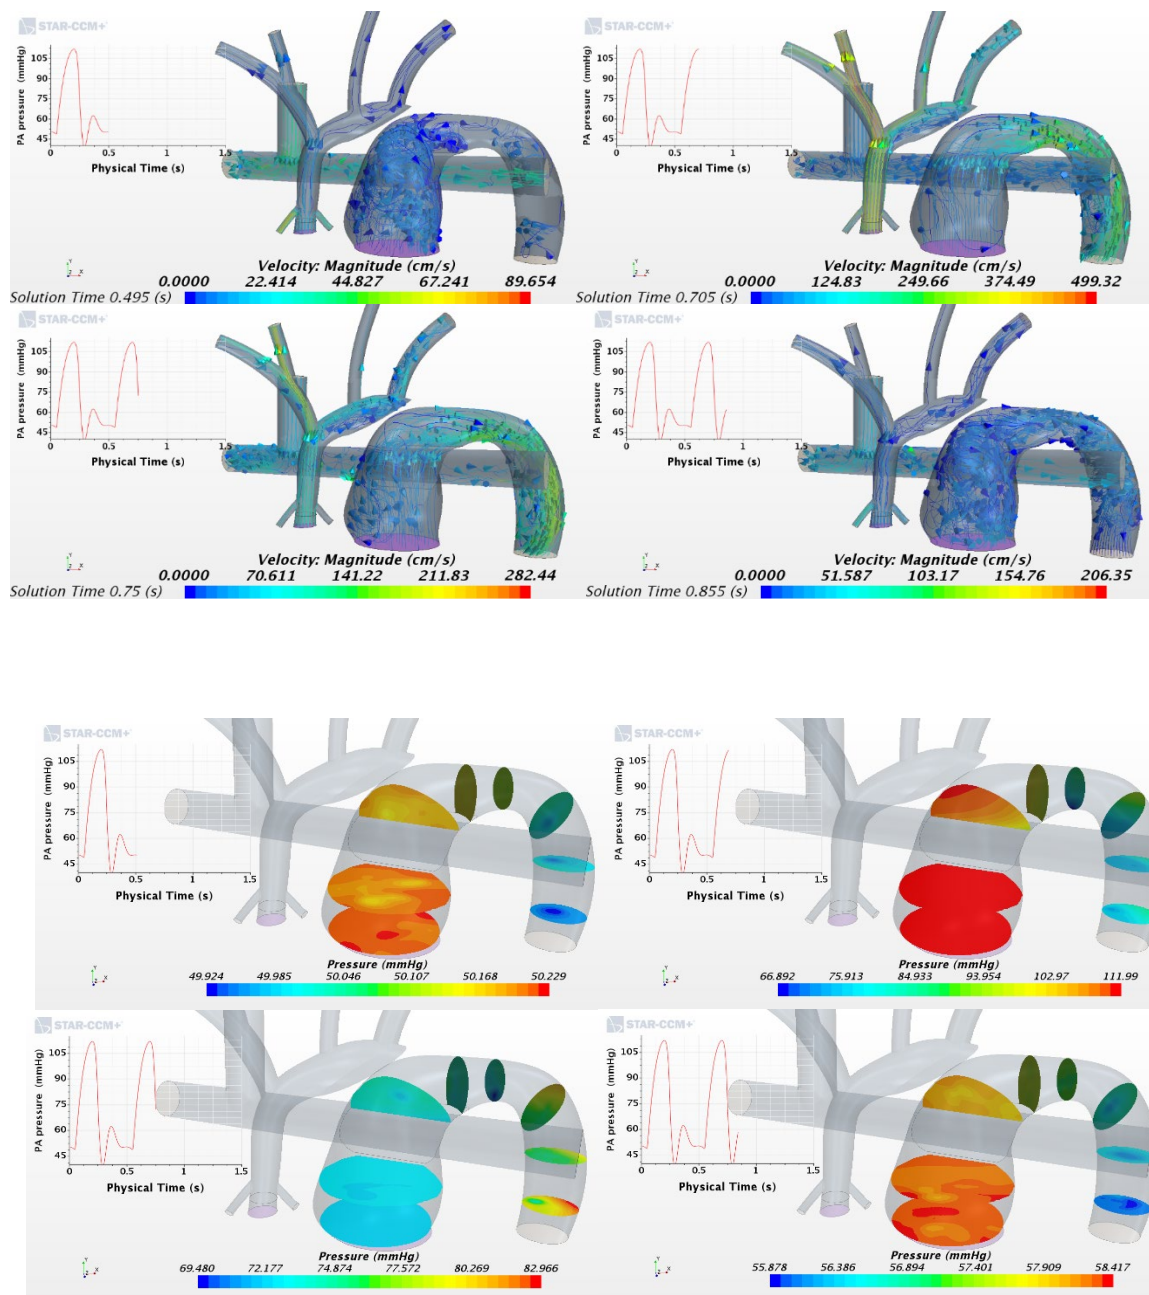 STAR-CCM+
PA pressure (mmHg)
105
90
75
60
45
0
0.5
1
1.5
Physical Time (s)
Velocity: Magnitude (cm/s)
0.0000 22.414 44.827 67.241 89.654
Solution Time 0.495 (s)
STAR-CCM+
PA pressure (mmHg)
105
90
75
60
45
0
0.5
1
1.5
Physical Time (s)
Velocity: Magnitude (cm/s)
0.0000 124.83 249.66 374.49 499.32
Solution Time 0.705 (s)
STAR-CCM+
PA pressure (mmHg)
105
90
75
60
45
0
0.5
1
1.5
Physical Time (s)
Velocity: Magnitude (cm/s)
0.0000 70.611 141.22 211.83 282.44
Solution Time 0.75 (s)
STAR-CCM+
PA pressure (mmHg)
105
90
75
60
45
0
0.5
1
1.5
Physical Time (s)
Velocity: Magnitude (cm/s)
0.0000 51.587 103.17 154.76 206.35
Solution Time 0.855 (s)
STAR-CCM+
PA pressure (mmHg)
105
90
75
60
45
0
0.5
1
1.5
Physical Time (s)
Pressure (mmHg)
49.924 49.985 50.046 50.107 50.168 50.229
STAR-CCM+
PA pressure (mmHg)
105
90
75
60
45
0
0.5
1
1.5
Physical Time (s)
Pressure (mmHg)
66.892 75.913 84.933 93.954 102.97 111.99
STAR-CCM+
PA pressure (mmHg)
105
90
75
60
45
0
0.5
1
1.5
Physical Time (s)
Pressure (mmHg)
69.480 72.177 74.874 77.572 80.269 82.966
STAR-CCM+
PA pressure (mmHg)
105
90
75
60
45
0
0.5
1
1.5
Physical Time (s)
Pressure (mmHg)
55.878 56.386 56.894 57.401 57.909 58.417